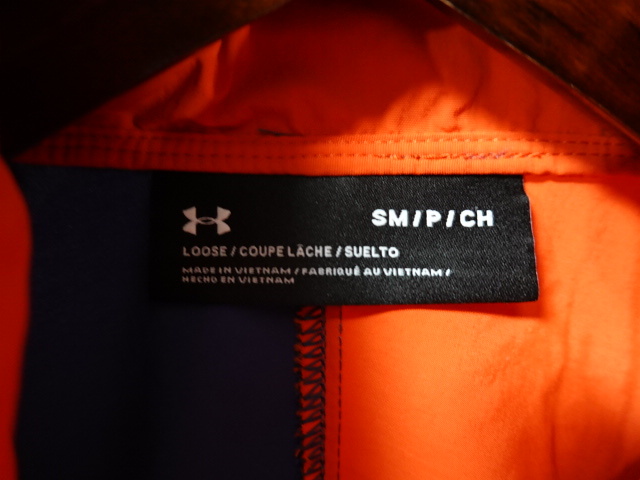 SM/P/CH
LOOSE / COUPE LÂCHE / SUELTO
MADE IN VIETNAM / FABRIQUÉ AU VIETNAM /
HECHO EN VIETNAM